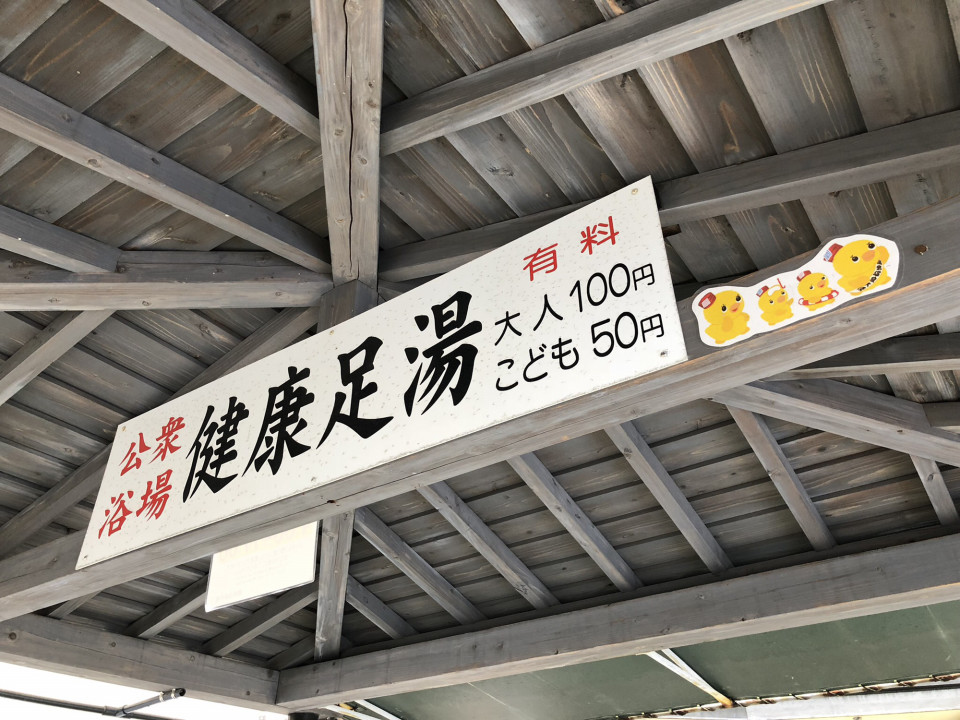 公衆
浴場
健康足湯
有料
大人100円
こども50円